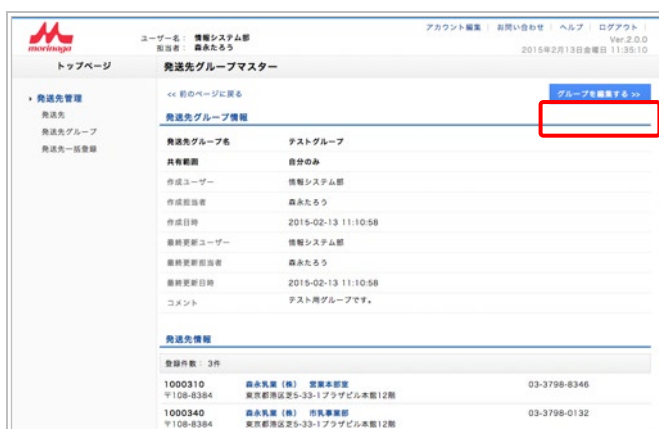 morinaga
ユーザー名： 情報システム部
担当者： 森永たろう
アカウント編集 | お問い合わせ | ヘルプ | ログアウト |
Ver.2.0.0
2015年2月13日金曜日 11:35:10
トップページ
発送先グループマスター
発送先管理
発送先
発送先グループ
発送先一括登録
<< 前のページに戻る
グループを編集する >>
発送先グループ情報
発送先グループ名 テストグループ
共有範囲 自分のみ
作成ユーザー 情報システム部
作成担当者 森永たろう
作成日時 2015-02-13 11:10:58
最終更新ユーザー 情報システム部
最終更新担当者 森永たろう
最終更新日時 2015-02-13 11:10:58
コメント テスト用グループです。
発送先情報
登録件数： 3件
1000310 森永乳業（株） 営業本部室 03-3798-8346
〒108-8384 東京都港区芝5-33-1プラザビル本館12階
1000340 森永乳業（株） 市乳事業部 03-3798-0132
〒108-8384 東京都港区芝5-33-1プラザビル本館12階